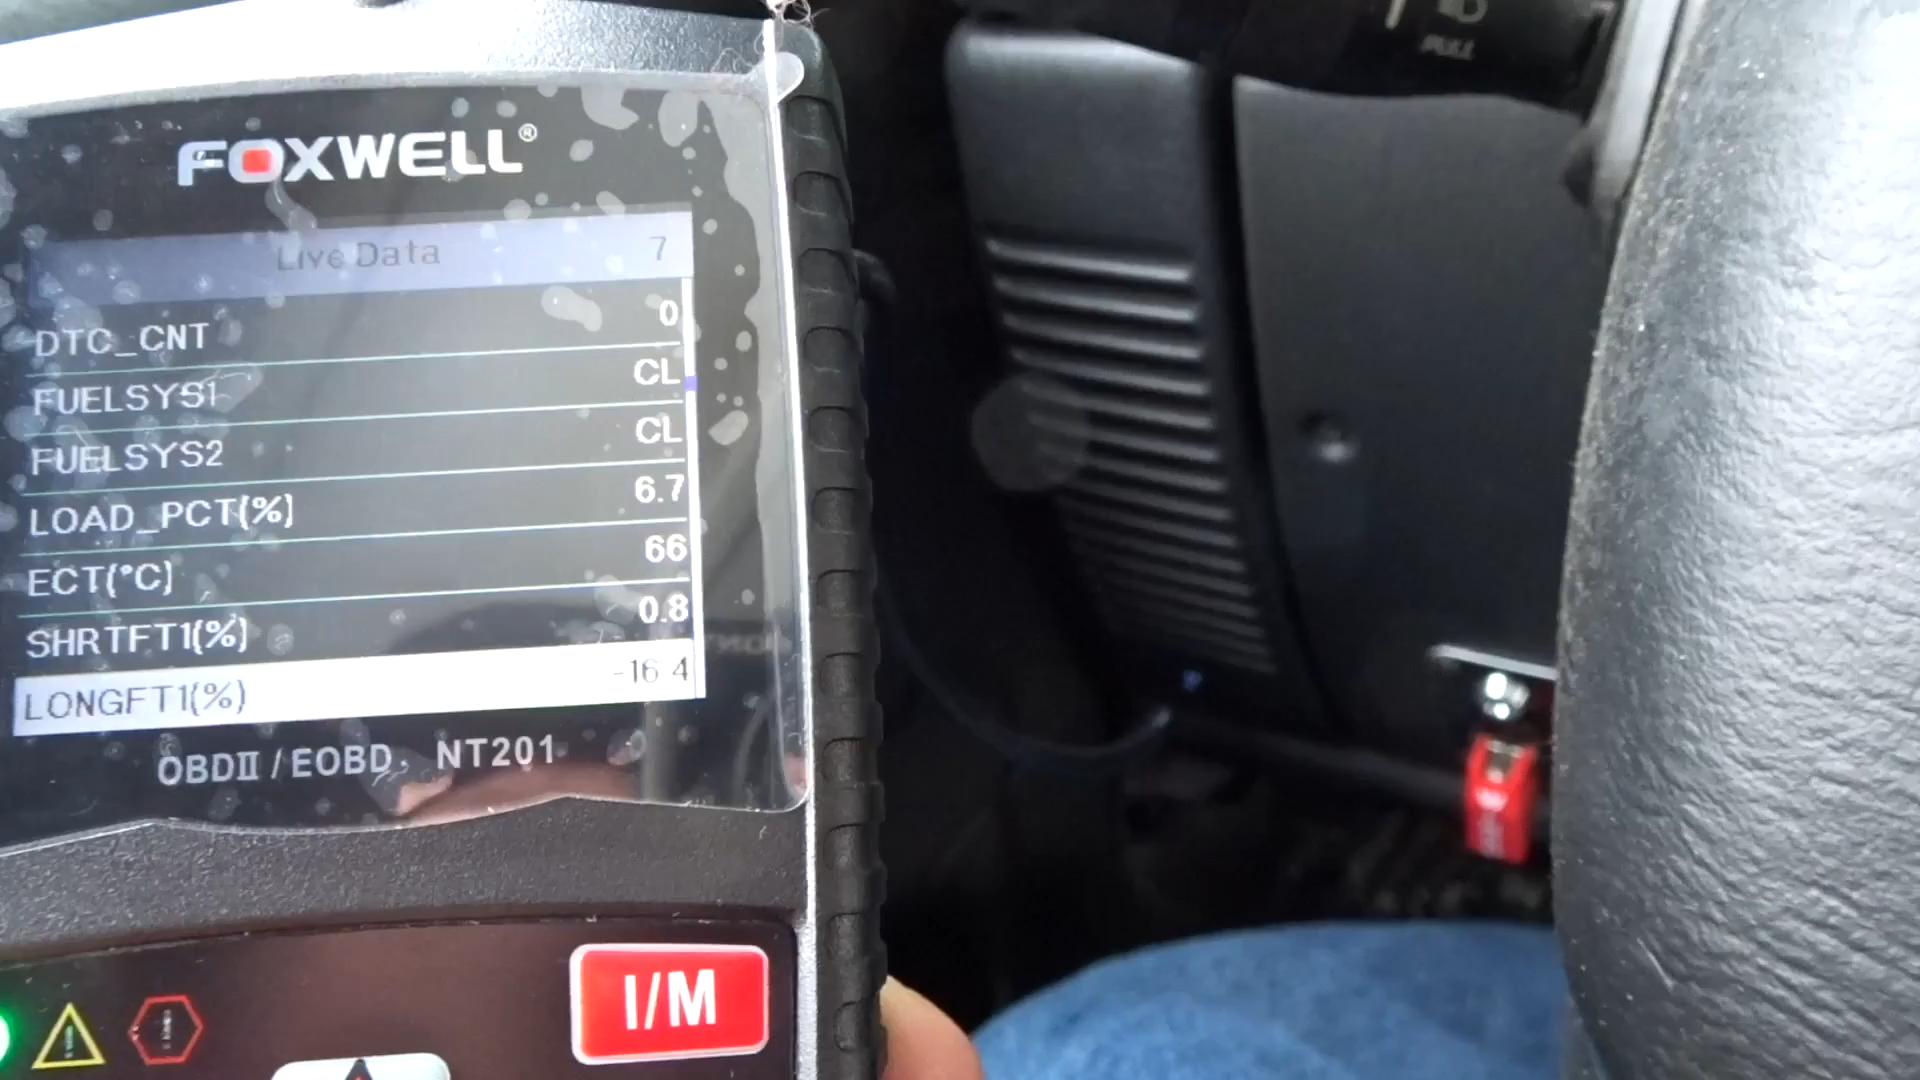 PULL
FOXWELL®
Live Data 7
DTC_CNT 0
FUELSYS1 CL
FUELSYS2 CL
LOAD_PCT(%) 6.7
ECT(°C) 66
SHRTFT1(%) 0.8
LONGFT1(%) -16.4
OBDII / EOBD NT201
I/M